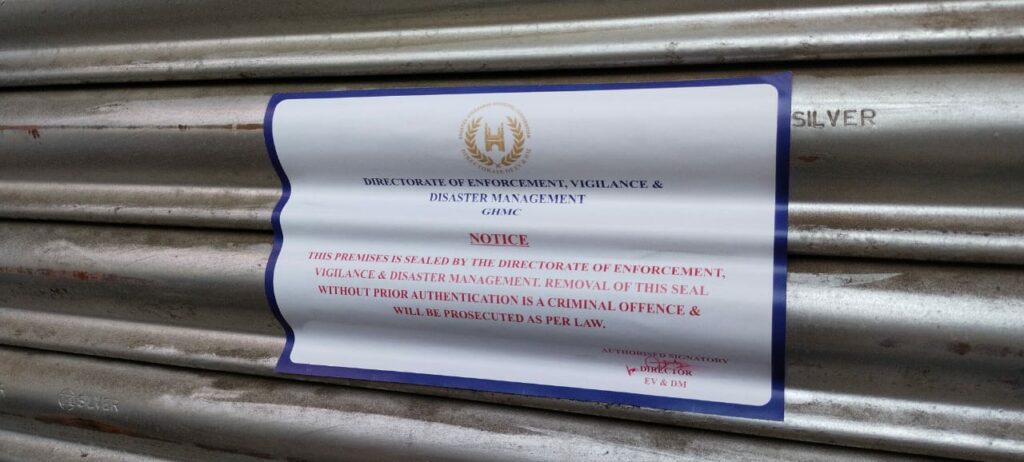 SILVER
DIRECTORATE OF ENFORCEMENT, VIGILANCE &
DISASTER MANAGEMENT
GHMC
NOTICE
THIS PREMISES IS SEALED BY THE DIRECTORATE OF ENFORCEMENT,
VIGILANCE & DISASTER MANAGEMENT. REMOVAL OF THIS SEAL
WITHOUT PRIOR AUTHENTICATION IS A CRIMINAL OFFENCE &
WILL BE PROSECUTED AS PER LAW.
AUTHORISED SIGNATORY
DIRECTOR
EV & DM
SILVER